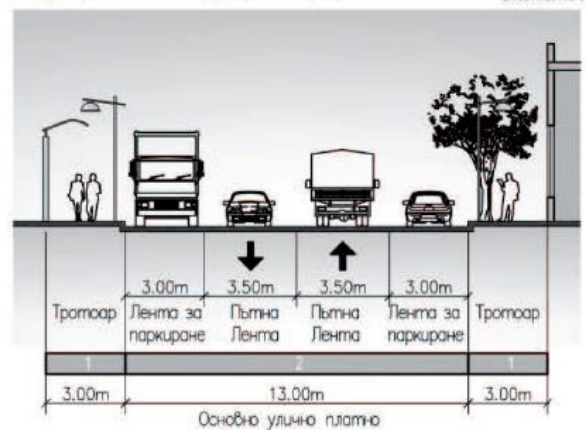 3.00m 3.50m 3.50m 3.00m
Тротоар Лента за Пътна Пътна Лента за Тротоар
паркиране Лента Лента паркиране
1 2 1
3.00m 13.00m 3.00m
Основно улично платно